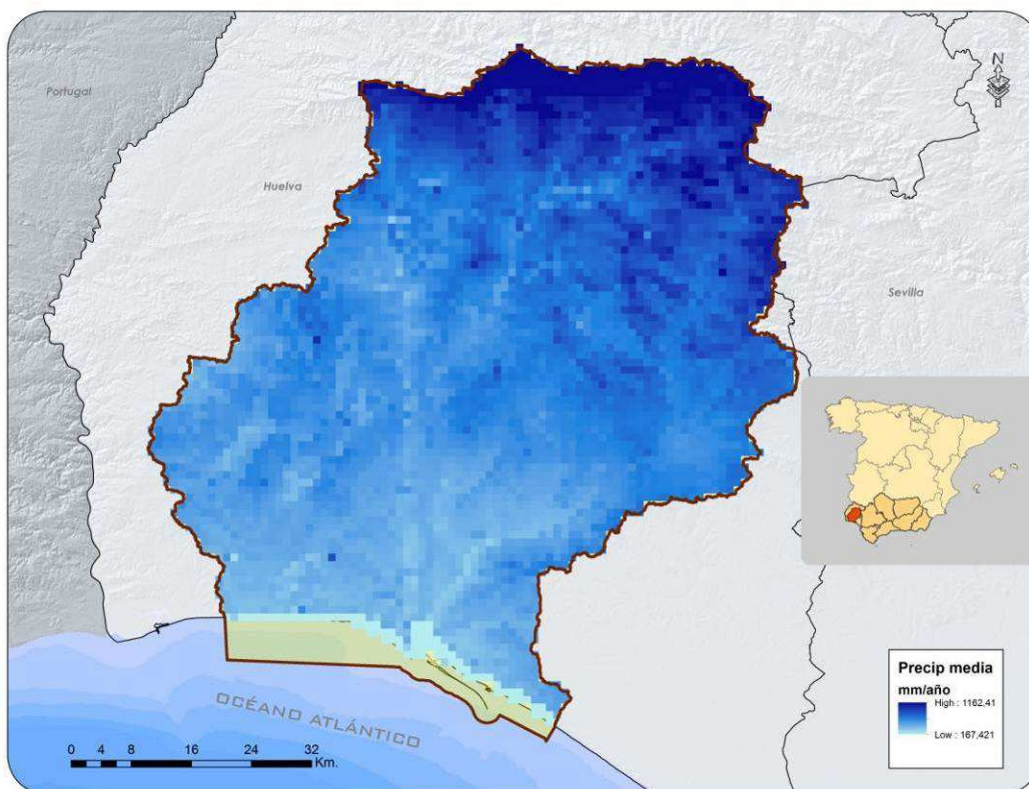 N
Portugal
Huelva
Sevilla
Precip media
mm/año
High : 1162,41
Low : 167,421
OCÉANO ATLÁNTICO
0 4 8 16 24 32
Km.